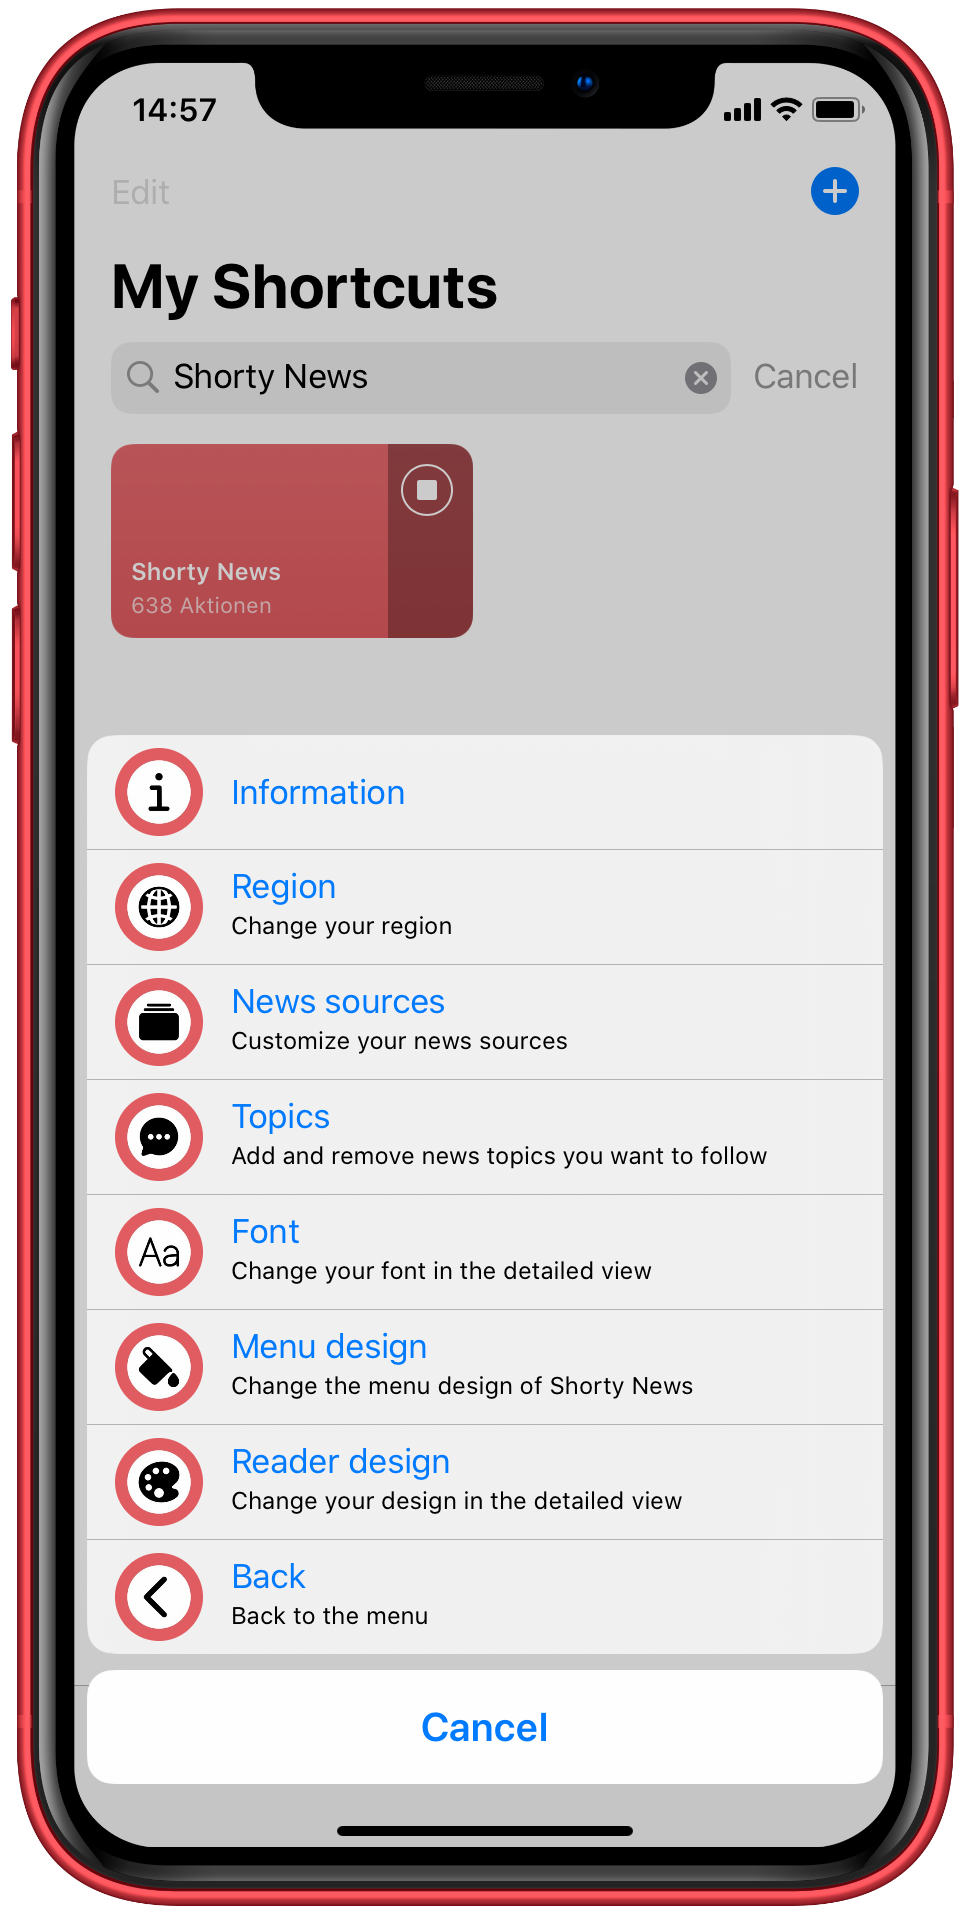 14:57
Edit
My Shortcuts
Shorty News
Cancel
Shorty News
638 Aktionen
Information
Region
Change your region
News sources
Customize your news sources
Topics
Add and remove news topics you want to follow
Aa
Font
Change your font in the detailed view
Menu design
Change the menu design of Shorty News
Reader design
Change your design in the detailed view
Back
Back to the menu
Cancel